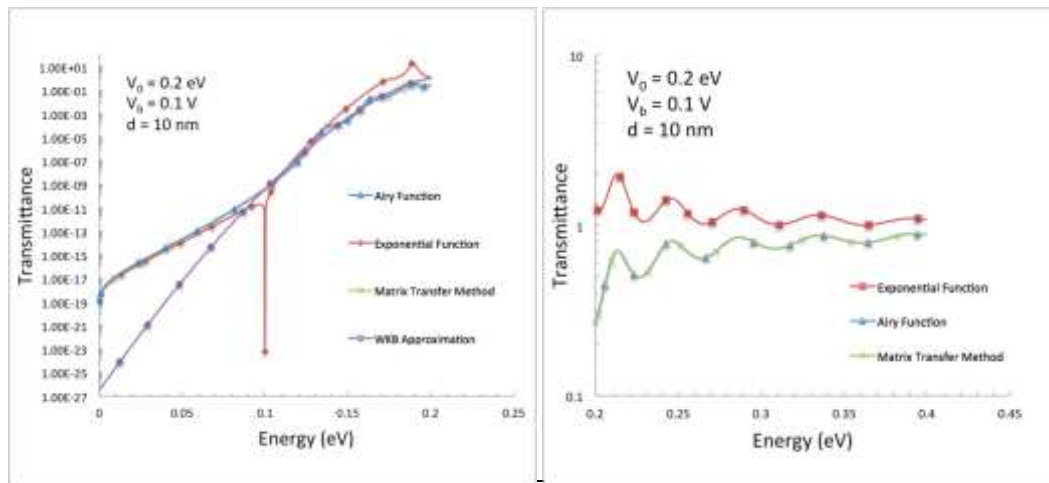 1.00E+01
1.00E-01
1.00E-03
1.00E-05
1.00E-07
1.00E-09
1.00E-11
1.00E-13
1.00E-15
1.00E-17
1.00E-19
1.00E-21
1.00E-23
1.00E-25
1.00E-27
Transmittance
V₀ = 0.2 eV
V_b = 0.1 V
d = 10 nm
Airy Function
Exponential Function
Matrix Transfer Method
WKB Approximation
0 0.05 0.1 0.15 0.2 0.25
Energy (eV)
10
1
0.1
Transmittance
V₀ = 0.2 eV
V_b = 0.1 V
d = 10 nm
Exponential Function
Airy Function
Matrix Transfer Method
0.2 0.25 0.3 0.35 0.4 0.45
Energy (eV)